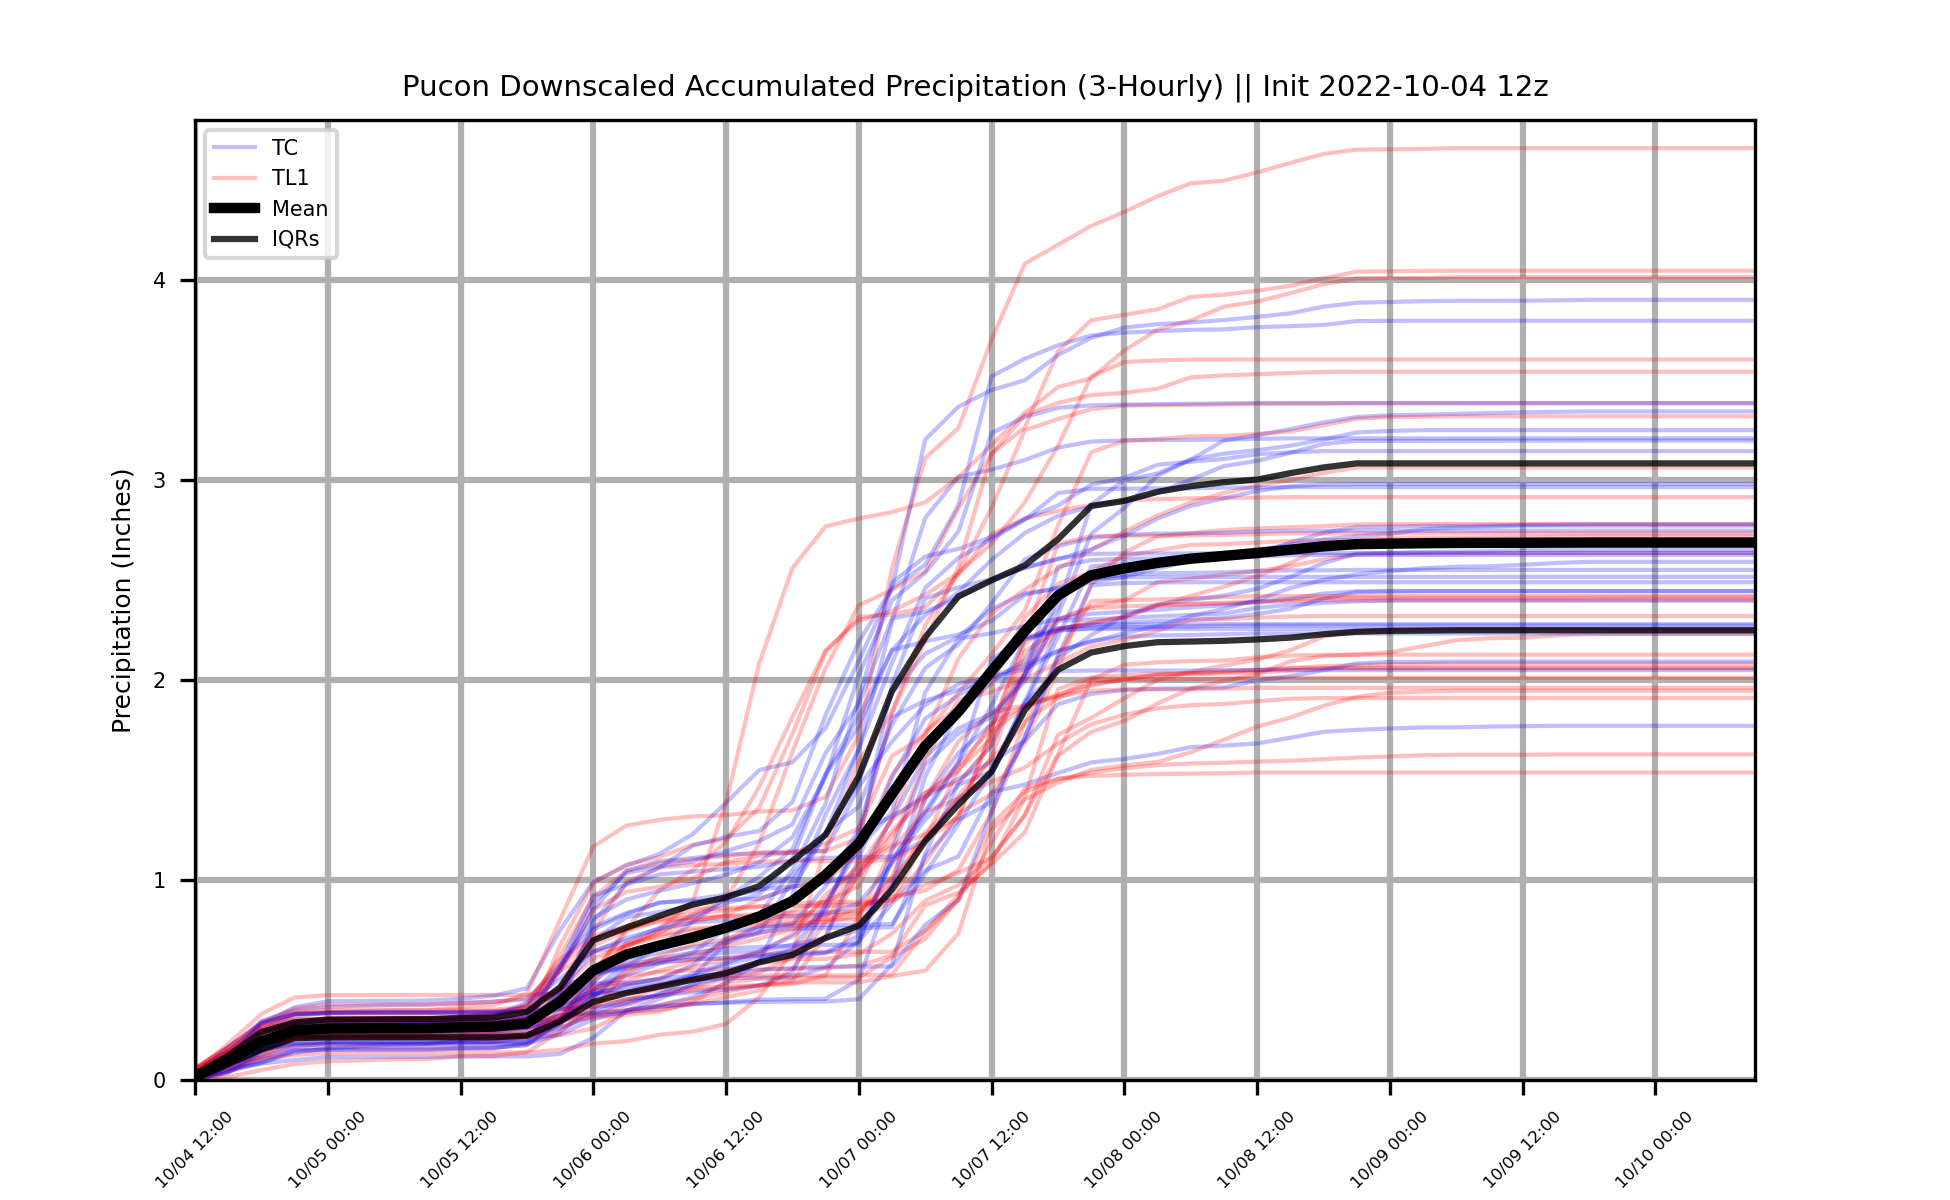 Pucon Downscaled Accumulated Precipitation (3-Hourly) || Init 2022-10-04 12z
TC
TL1
Mean
IQRs
Precipitation (Inches)
4
3
2
1
0
10/04 12:00
10/05 00:00
10/05 12:00
10/06 00:00
10/06 12:00
10/07 00:00
10/07 12:00
10/08 00:00
10/08 12:00
10/09 00:00
10/09 12:00
10/10 00:00